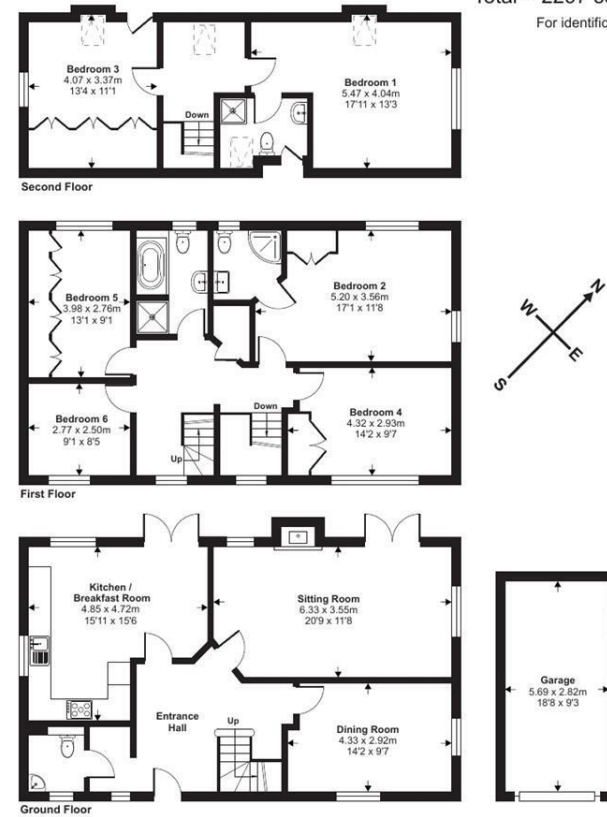 For identific
Bedroom 3
4.07 x 3.37m
13'4 x 11'1
Down
Bedroom 1
5.47 x 4.04m
17'11 x 13'3
Second Floor
Bedroom 5
3.98 x 2.76m
13'1 x 9'1
Bedroom 2
5.20 x 3.56m
17'1 x 11'8
Bedroom 6
2.77 x 2.50m
9'1 x 8'5
Up
Down
Bedroom 4
4.32 x 2.93m
14'2 x 9'7
First Floor
N
W
E
S
Kitchen /
Breakfast Room
4.85 x 4.72m
15'11 x 15'6
Sitting Room
6.33 x 3.55m
20'9 x 11'8
Entrance
Hall
Up
Dining Room
4.33 x 2.92m
14'2 x 9'7
Ground Floor
Garage
5.69 x 2.82m
18'8 x 9'3